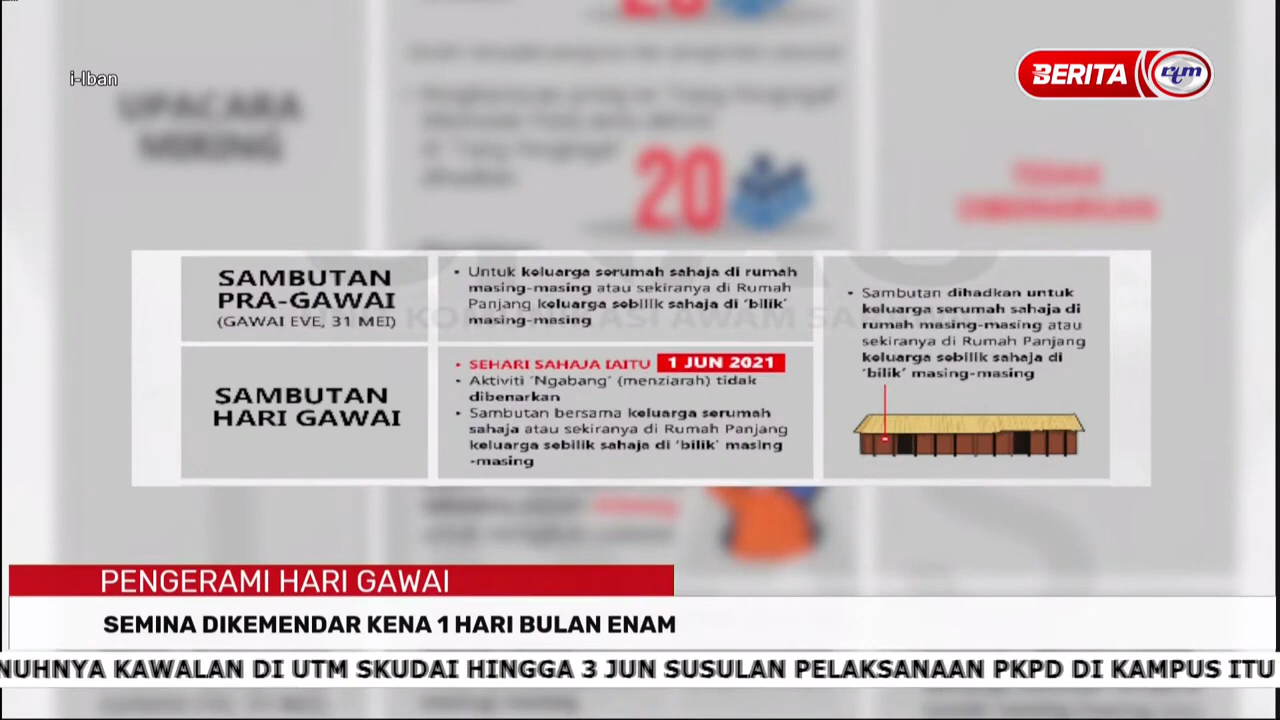 i-Iban
BERITA rtm
UPACARA
MIRING
20
SAMBUTAN
PRA-GAWAI
(GAWAI EVE, 31 MEI)
• Untuk keluarga serumah sahaja di rumah
masing-masing atau sekiranya di Rumah
Panjang keluarga sebilik sahaja di 'bilik'
masing-masing
SAMBUTAN
HARI GAWAI
• SEHARI SAHAJA IAITU 1 JUN 2021
• Aktiviti 'Ngabang' (menziarah) tidak
dibenarkan
• Sambutan bersama keluarga serumah
sahaja atau sekiranya di Rumah Panjang
keluarga sebilik sahaja di 'bilik' masing
-masing
• Sambutan dihadkan untuk
keluarga serumah sahaja di
rumah masing-masing atau
sekiranya di Rumah Panjang
keluarga sebilik sahaja di
'bilik' masing-masing
PENGERAMI HARI GAWAI
SEMINA DIKEMENDAR KENA 1 HARI BULAN ENAM
NUHNYA KAWALAN DI UTM SKUDAI HINGGA 3 JUN SUSULAN PELAKSANAAN PKPD DI KAMPUS ITU